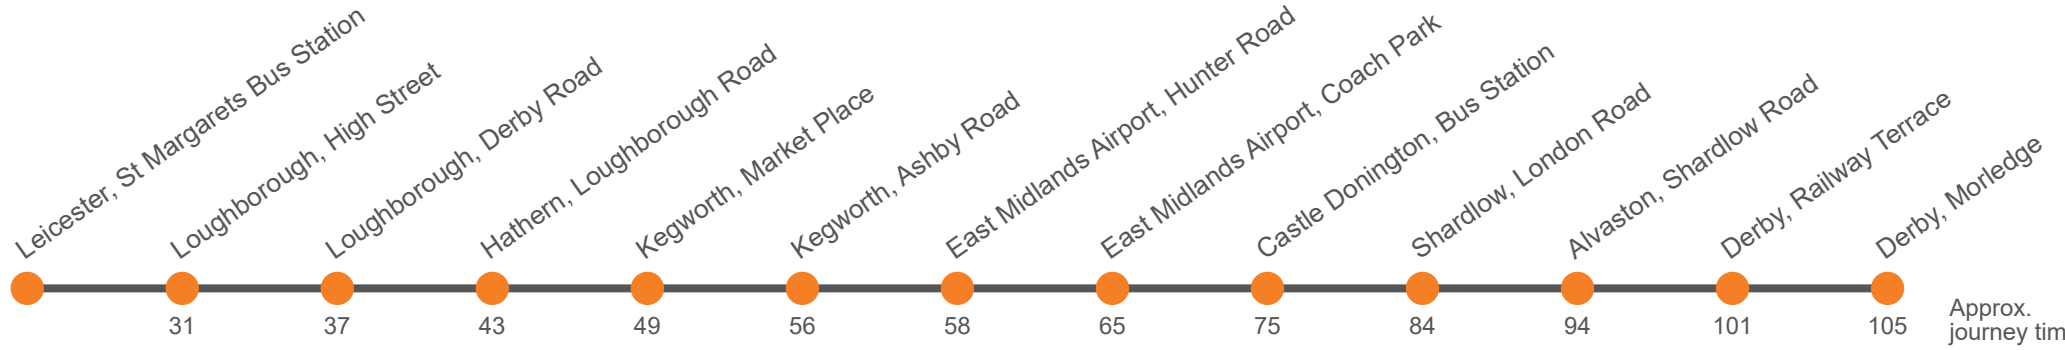 Leicester, St Margarets Bus Station
Loughborough, High Street
Loughborough, Derby Road
Hathern, Loughborough Road
Kegworth, Market Place
Kegworth, Ashby Road
East Midlands Airport, Hunter Road
East Midlands Airport, Coach Park
Castle Donington, Bus Station
Shardlow, London Road
Alvaston, Shardlow Road
Derby, Railway Terrace
Derby, Morledge
31 37 43 49 56 58 65 75 84 94 101 105
Approx.
journey tim